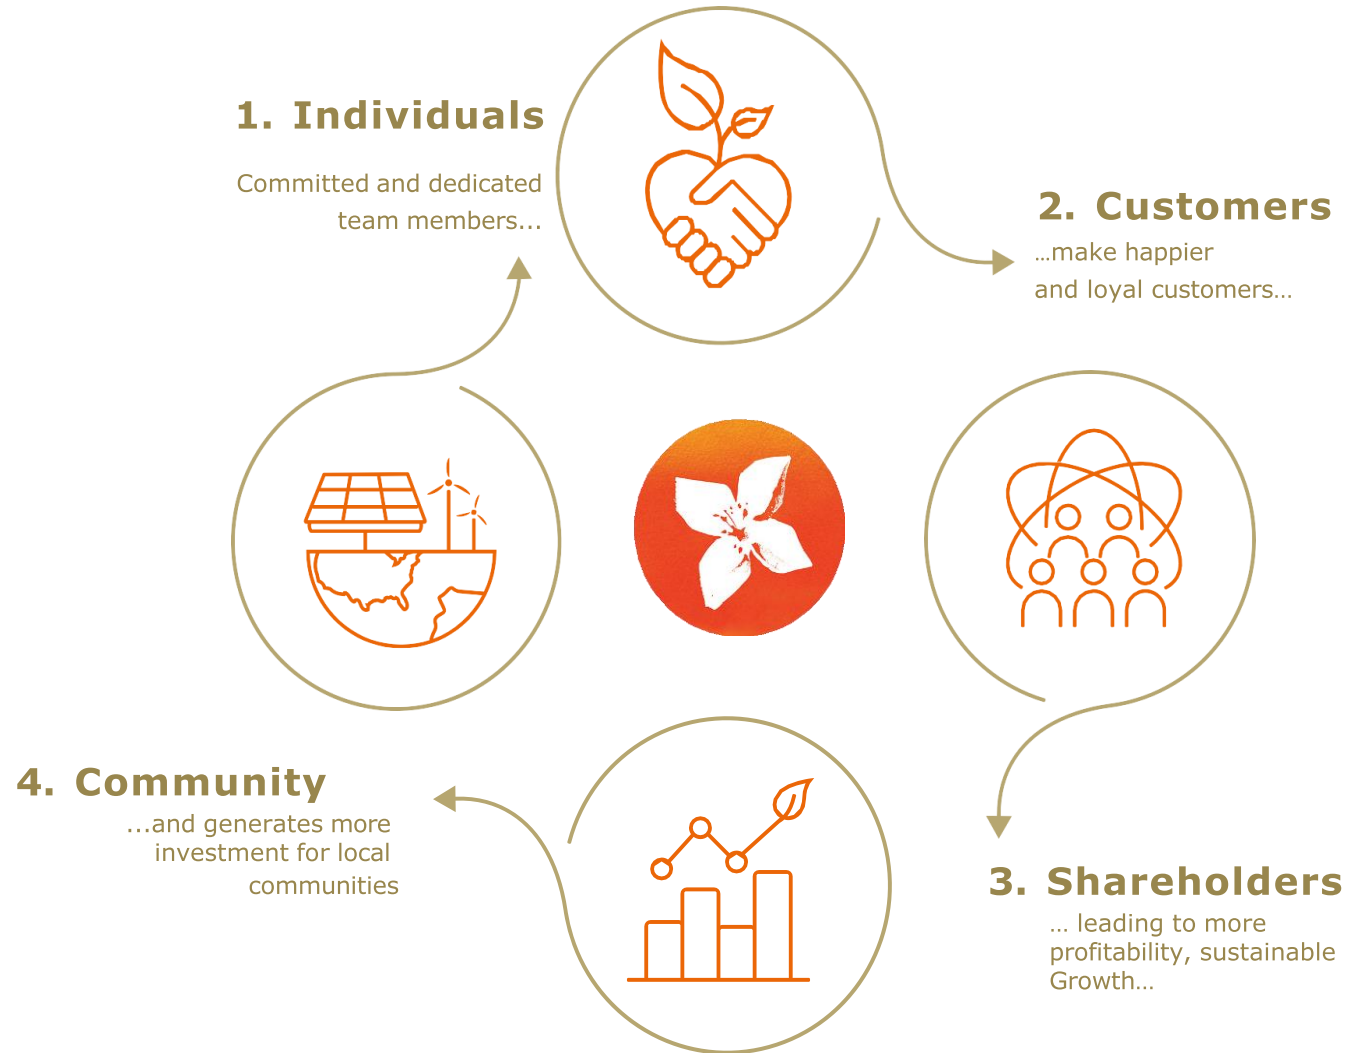 1. Individuals
Committed and dedicated
team members...
2. Customers
...make happier
and loyal customers...
3. Shareholders
... leading to more
profitability, sustainable
Growth...
4. Community
...and generates more
investment for local
communities